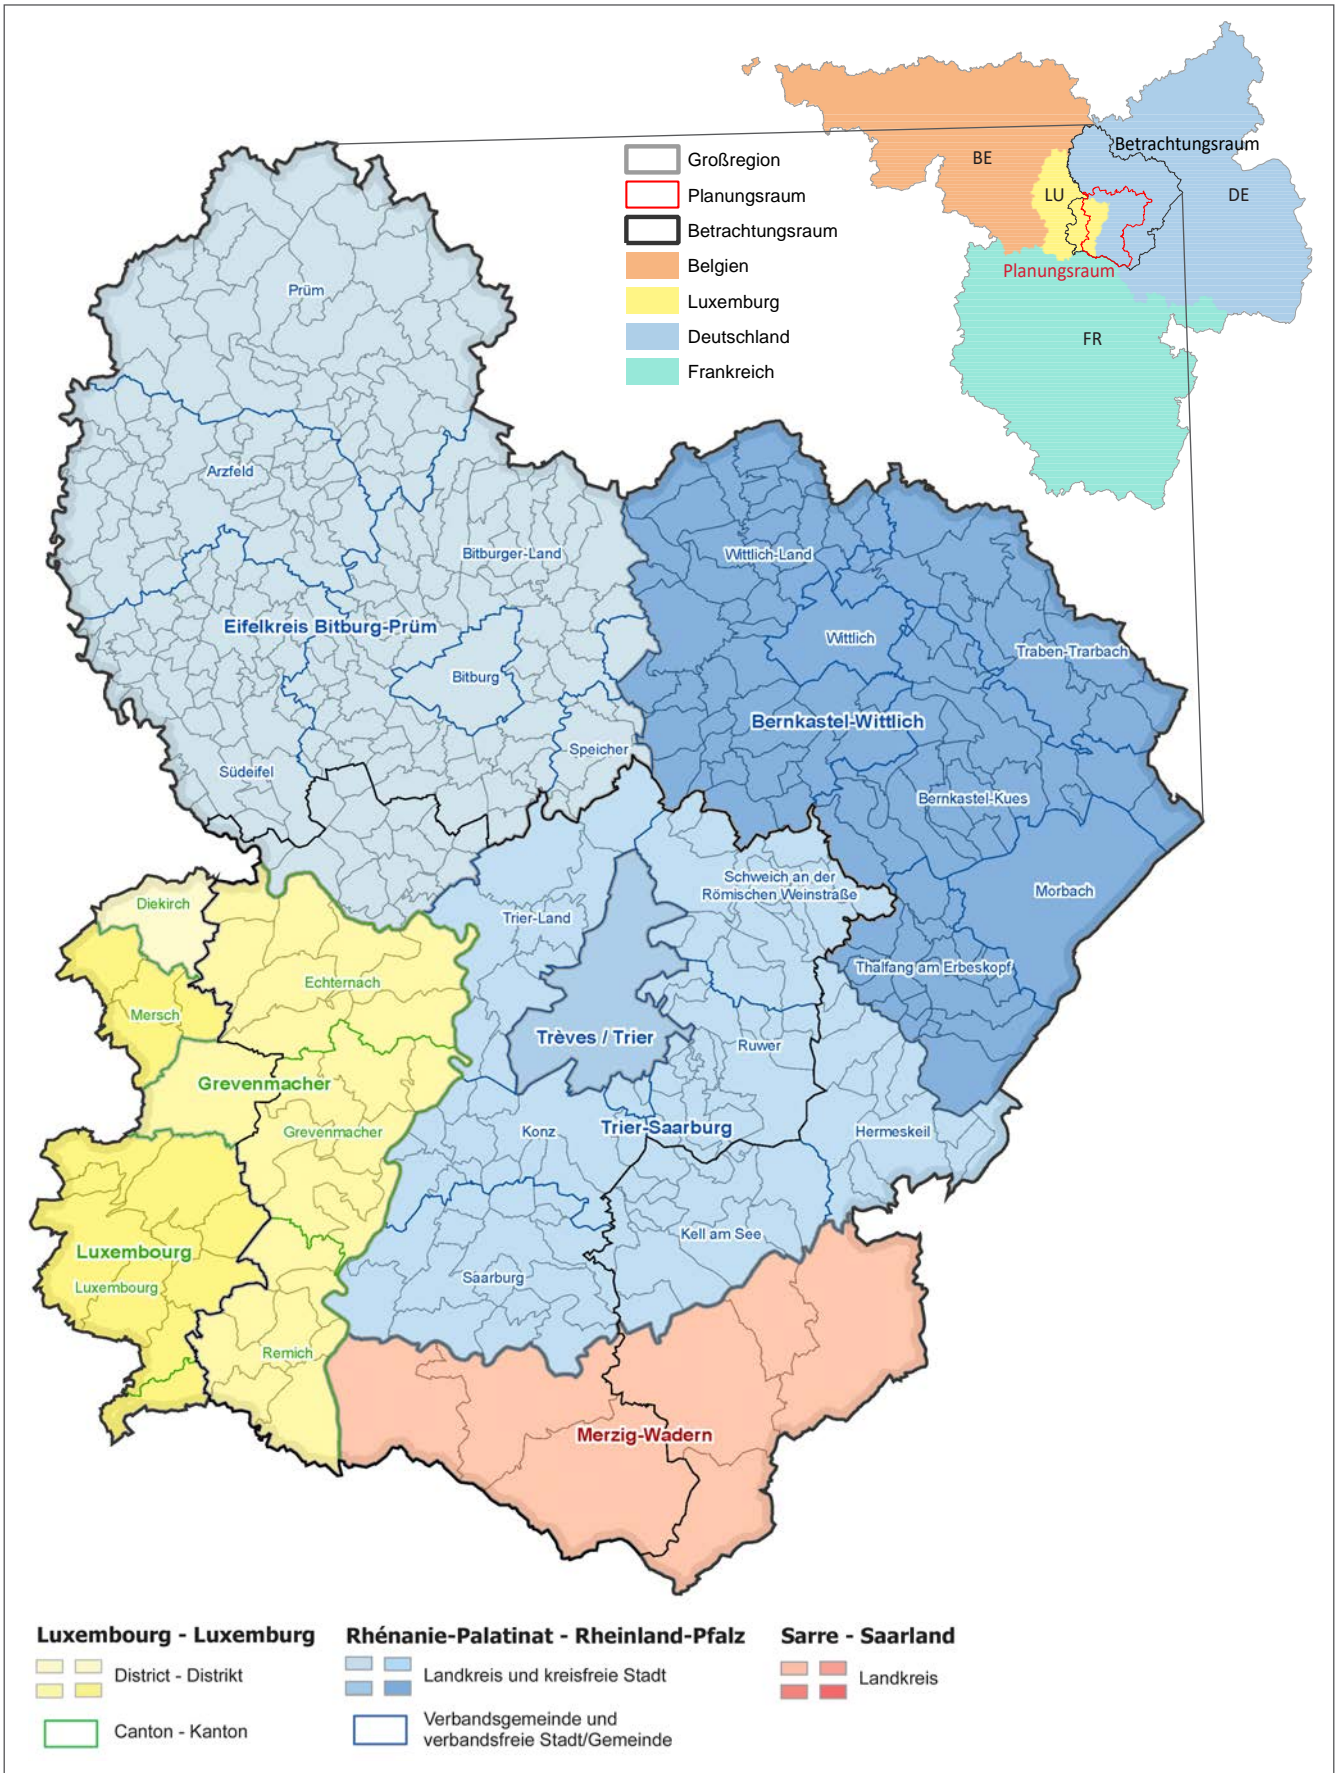 BE
LU
DE
FR
Betrachtungsraum
Planungsraum
Großregion
Planungsraum
Betrachtungsraum
Belgien
Luxemburg
Deutschland
Frankreich
Prüm
Arzfeld
Bitburger-Land
Eifelkreis Bitburg-Prüm
Bitburg
Speicher
Südeifel
Wittlich-Land
Wittlich
Traben-Trarbach
Bernkastel-Wittlich
Bernkastel-Kues
Morbach
Thalfang am Erbeskopf
Schweich an der
Römischen Weinstraße
Trier-Land
Trèves / Trier
Ruwer
Trier-Saarburg
Konz
Hermeskeil
Kell am See
Saarburg
Diekirch
Echternach
Mersch
Grevenmacher
Grevenmacher
Luxembourg
Luxembourg
Remich
Merzig-Wadern
Luxembourg - Luxemburg
District - Distrikt
Canton - Kanton
Rhénanie-Palatinat - Rheinland-Pfalz
Landkreis und kreisfreie Stadt
Verbandsgemeinde und
verbandsfreie Stadt/Gemeinde
Sarre - Saarland
Landkreis